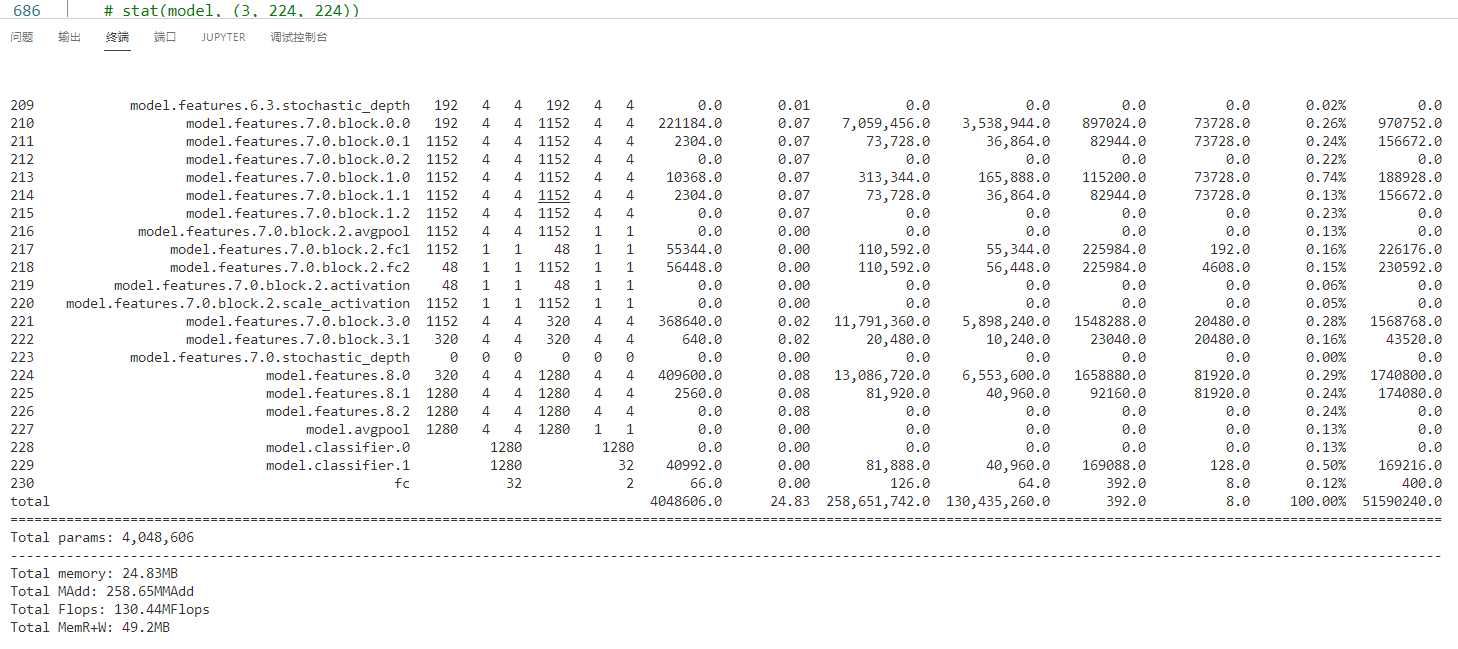 686 # stat(model, (3, 224, 224))
问题 输出 终端 端口 JUPYTER 调试控制台
209 model.features.6.3.stochastic_depth 192 4 4 192 4 4 0.0 0.01 0.0 0.0 0.0 0.0 0.02% 0.0
210 model.features.7.0.block.0.0 192 4 4 1152 4 4 221184.0 0.07 7,059,456.0 3,538,944.0 897024.0 73728.0 0.26% 970752.0
211 model.features.7.0.block.0.1 1152 4 4 1152 4 4 2304.0 0.07 73,728.0 36,864.0 82944.0 73728.0 0.24% 156672.0
212 model.features.7.0.block.0.2 1152 4 4 1152 4 4 0.0 0.07 0.0 0.0 0.0 0.0 0.22% 0.0
213 model.features.7.0.block.1.0 1152 4 4 1152 4 4 10368.0 0.07 313,344.0 165,888.0 115200.0 73728.0 0.74% 188928.0
214 model.features.7.0.block.1.1 1152 4 4 1152 4 4 2304.0 0.07 73,728.0 36,864.0 82944.0 73728.0 0.13% 156672.0
215 model.features.7.0.block.1.2 1152 4 4 1152 4 4 0.0 0.07 0.0 0.0 0.0 0.0 0.23% 0.0
216 model.features.7.0.block.2.avgpool 1152 4 4 1152 1 1 0.0 0.00 0.0 0.0 0.0 0.0 0.13% 0.0
217 model.features.7.0.block.2.fc1 1152 1 1 48 1 1 55344.0 0.00 110,592.0 55,344.0 225984.0 192.0 0.16% 226176.0
218 model.features.7.0.block.2.fc2 48 1 1 1152 1 1 56448.0 0.00 110,592.0 56,448.0 225984.0 4608.0 0.15% 230592.0
219 model.features.7.0.block.2.activation 48 1 1 48 1 1 0.0 0.00 0.0 0.0 0.0 0.0 0.06% 0.0
220 model.features.7.0.block.2.scale_activation 1152 1 1 1152 1 1 0.0 0.00 0.0 0.0 0.0 0.0 0.05% 0.0
221 model.features.7.0.block.3.0 1152 4 4 320 4 4 368640.0 0.02 11,791,360.0 5,898,240.0 1548288.0 20480.0 0.28% 1568768.0
222 model.features.7.0.block.3.1 320 4 4 320 4 4 640.0 0.02 20,480.0 10,240.0 23040.0 20480.0 0.16% 43520.0
223 model.features.7.0.stochastic_depth 0 0 0 0 0 0 0.0 0.00 0.0 0.0 0.0 0.0 0.00% 0.0
224 model.features.8.0 320 4 4 1280 4 4 409600.0 0.08 13,086,720.0 6,553,600.0 1658880.0 81920.0 0.29% 1740800.0
225 model.features.8.1 1280 4 4 1280 4 4 2560.0 0.08 81,920.0 40,960.0 92160.0 81920.0 0.24% 174080.0
226 model.features.8.2 1280 4 4 1280 4 4 0.0 0.08 0.0 0.0 0.0 0.0 0.24% 0.0
227 model.avgpool 1280 4 4 1280 1 1 0.0 0.00 0.0 0.0 0.0 0.0 0.13% 0.0
228 model.classifier.0 1280 1280 0.0 0.00 0.0 0.0 0.0 0.0 0.13% 0.0
229 model.classifier.1 1280 32 40992.0 0.00 81,888.0 40,960.0 169088.0 128.0 0.50% 169216.0
230 fc 32 2 66.0 0.00 126.0 64.0 392.0 8.0 0.12% 400.0
total 4048606.0 24.83 258,651,742.0 130,435,260.0 392.0 8.0 100.00% 51590240.0
Total params: 4,048,606
Total memory: 24.83MB
Total MAdd: 258.65MMAdd
Total Flops: 130.44MFlops
Total MemR+W: 49.2MB